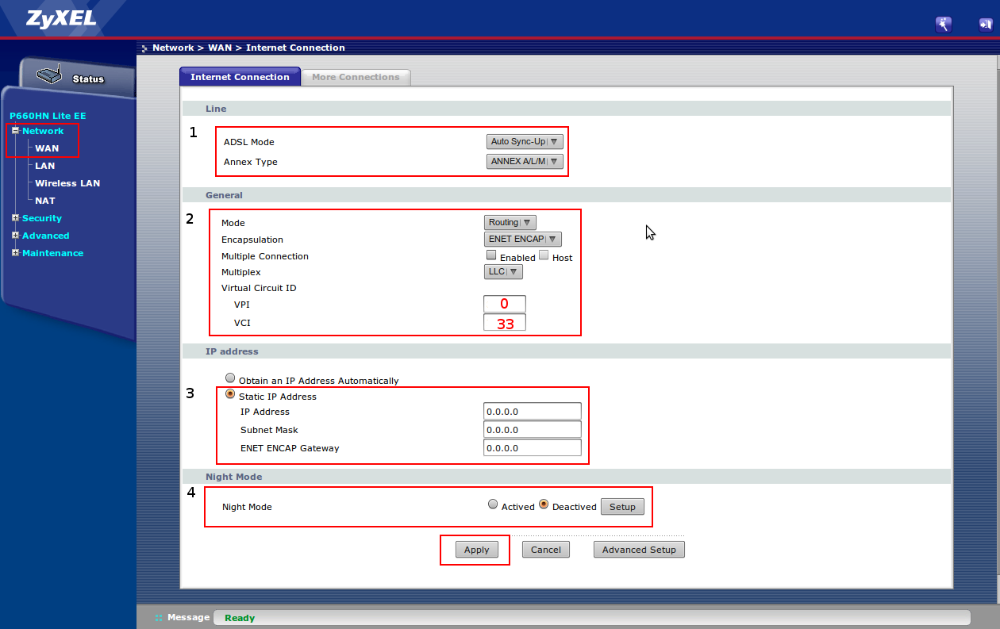 ZyXEL
Network > WAN > Internet Connection
Status
Internet Connection More Connections
P660HN Lite EE
Network
WAN
LAN
Wireless LAN
NAT
Security
Advanced
Maintenance
Line
1
ADSL Mode Auto Sync-Up
Annex Type ANNEX A/L/M
General
2
Mode Routing
Encapsulation ENET ENCAP
Multiple Connection Enabled Host
Multiplex LLC
Virtual Circuit ID
VPI 0
VCI 33
IP address
Obtain an IP Address Automatically
3
Static IP Address
IP Address 0.0.0.0
Subnet Mask 0.0.0.0
ENET ENCAP Gateway 0.0.0.0
Night Mode
4
Night Mode Actived Deactived Setup
Apply Cancel Advanced Setup
Message Ready